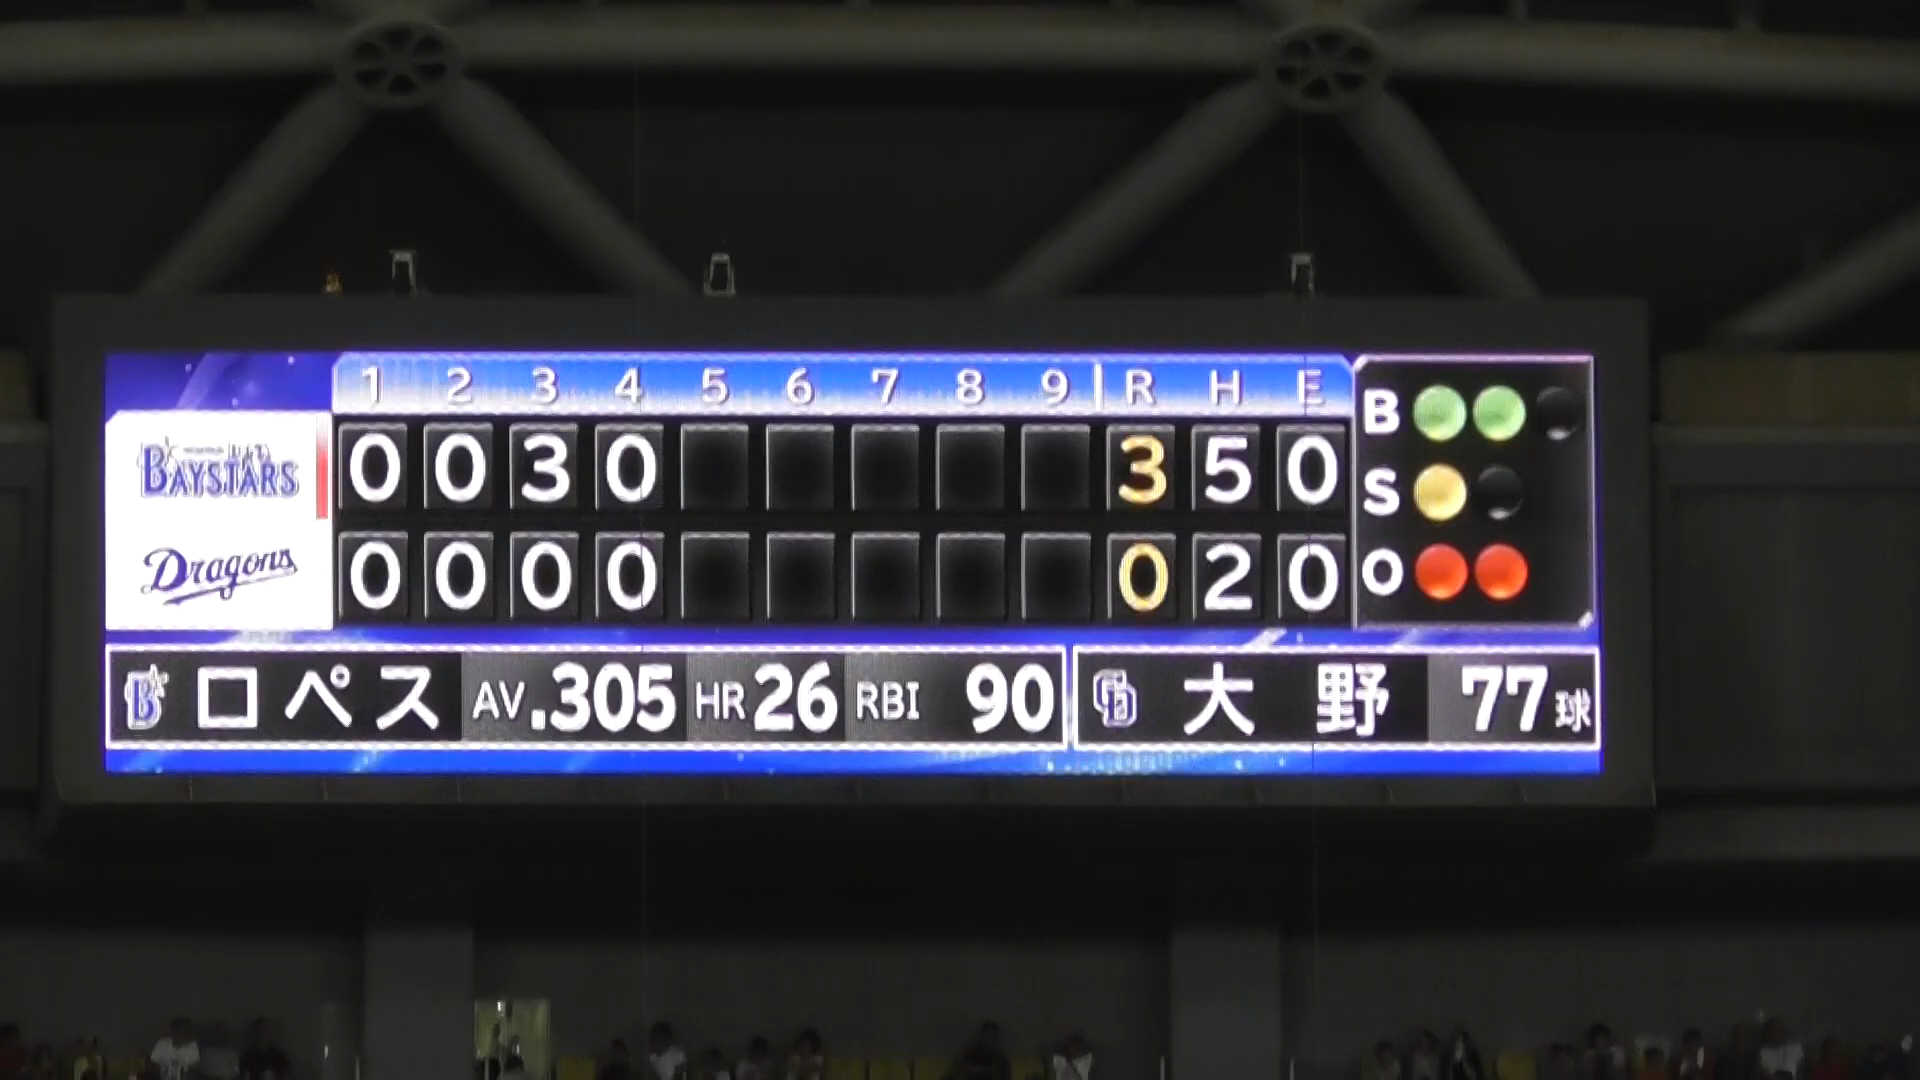 1 2 3 4 5 6 7 8 9 R H E
BAYSTARS 0 0 3 0 3 5 0
Dragons 0 0 0 0 0 2 0
B
S
O
B ロペス AV .305 HR 26 RBI 90
CD 大野 77球